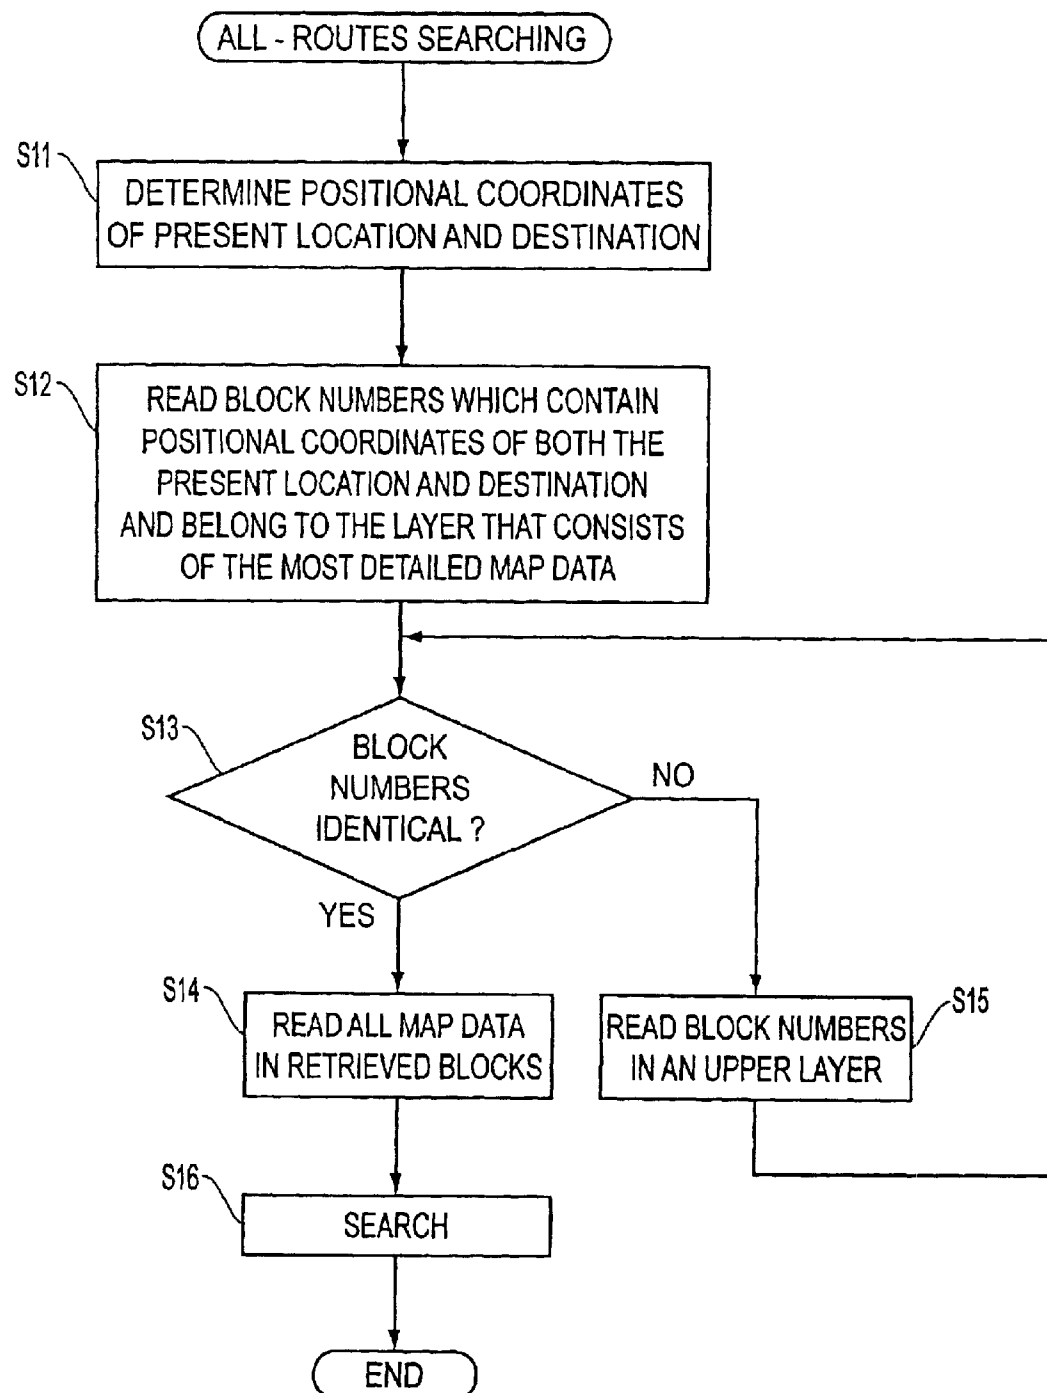 ALL - ROUTES SEARCHING
S11
DETERMINE POSITIONAL COORDINATES
OF PRESENT LOCATION AND DESTINATION
S12
READ BLOCK NUMBERS WHICH CONTAIN
POSITIONAL COORDINATES OF BOTH THE
PRESENT LOCATION AND DESTINATION
AND BELONG TO THE LAYER THAT CONSISTS
OF THE MOST DETAILED MAP DATA
S13
BLOCK
NUMBERS
IDENTICAL ?
NO
YES
S14
READ ALL MAP DATA
IN RETRIEVED BLOCKS
S15
READ BLOCK NUMBERS
IN AN UPPER LAYER
S16
SEARCH
END